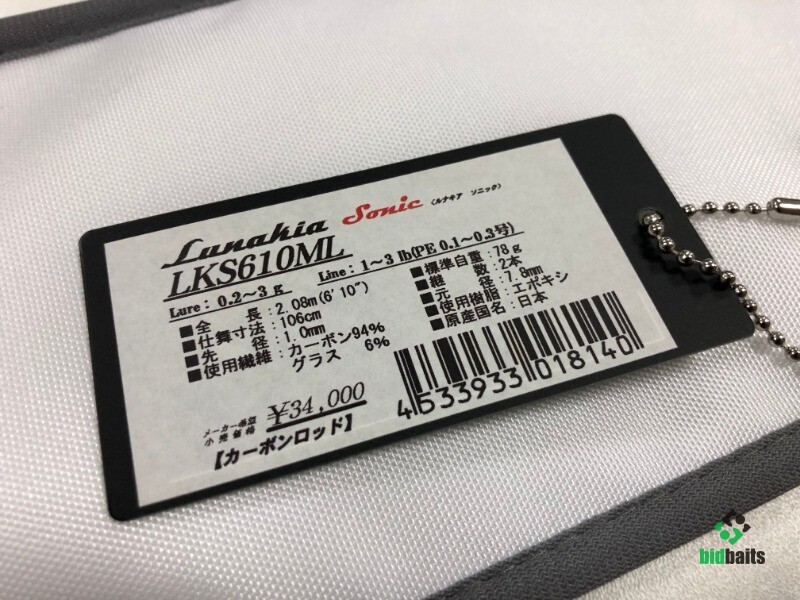 Lunakia Sonic 〈ルナキア ソニック〉
LKS610ML
Lure : 0.2~3 g Line : 1~3 lb(PE 0.1~0.3号)
■全 長 : 2.08m(6' 10") ■標準自重 : 78g
■仕舞寸法 : 106cm ■継 数 : 2本
■先 径 : 1.0mm ■元 径 : 7.8mm
■使用繊維 : カーボン94% ■使用樹脂 : エポキシ
グラス 6% ■原産国名 : 日本
メーカー希望
小売価格 ¥34,000
【カーボンロッド】
4533933 018140
bidbaits